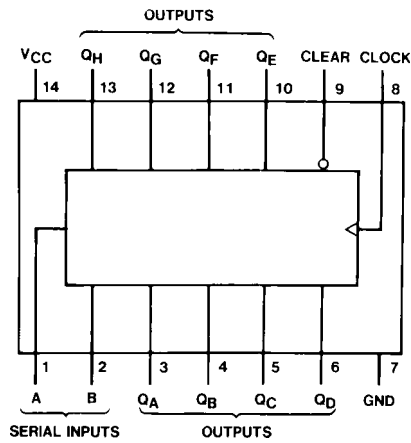 OUTPUTS
VCC QH QG QF QE CLEAR CLOCK
14 13 12 11 10 9 8
1 2 3 4 5 6 7
A B QA QB QC QD GND
SERIAL INPUTS OUTPUTS